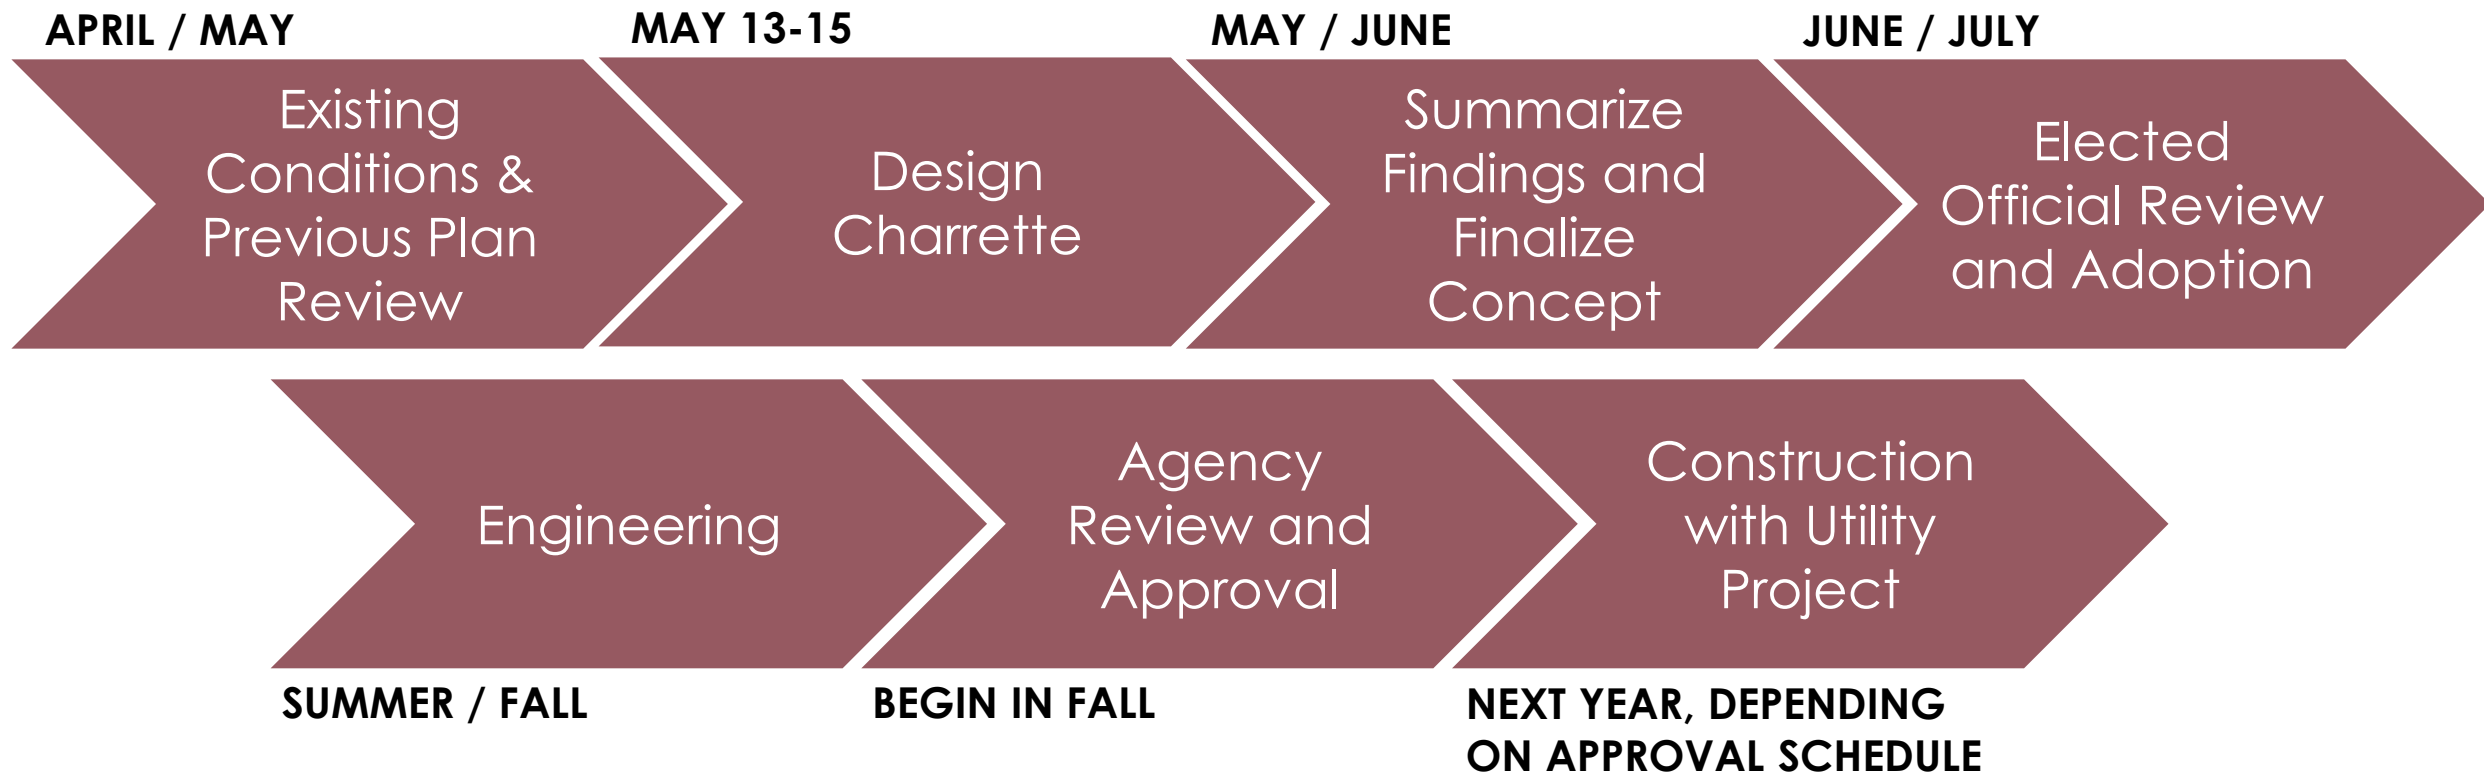 APRIL / MAY
MAY 13-15
MAY / JUNE
JUNE / JULY
Existing
Conditions &
Previous Plan
Review
Design
Charrette
Summarize
Findings and
Finalize
Concept
Elected
Official Review
and Adoption
Engineering
Agency
Review and
Approval
Construction
with Utility
Project
SUMMER / FALL
BEGIN IN FALL
NEXT YEAR, DEPENDING
ON APPROVAL SCHEDULE